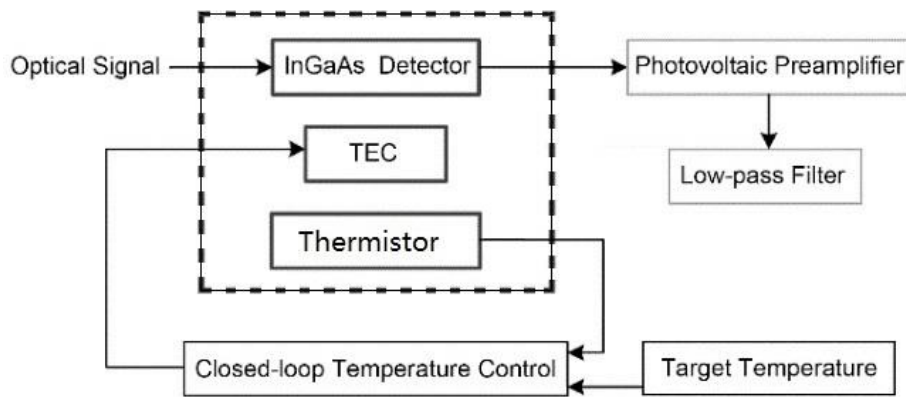 Optical Signal
InGaAs Detector
Photovoltaic Preamplifier
TEC
Low-pass Filter
Thermistor
Closed-loop Temperature Control
Target Temperature